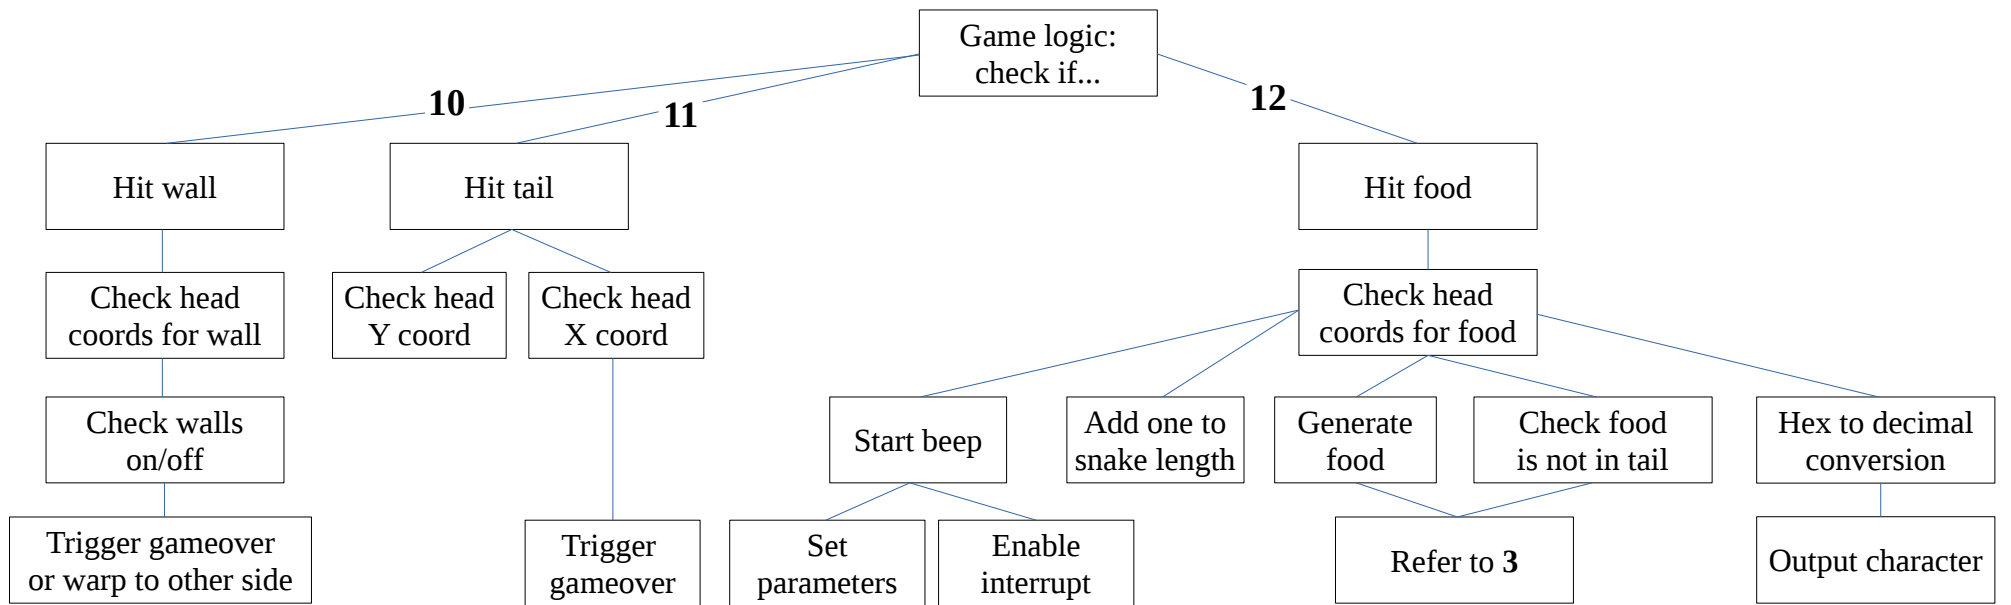 Game logic:
check if...
10
11
12
Hit wall
Hit tail
Hit food
Check head
coords for wall
Check head
Y coord
Check head
X coord
Check head
coords for food
Check walls
on/off
Start beep
Add one to
snake length
Generate
food
Check food
is not in tail
Hex to decimal
conversion
Trigger gameover
or warp to other side
Trigger
gameover
Set
parameters
Enable
interrupt
Refer to 3
Output character